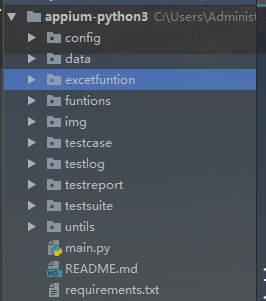 appium-python3 C:\Users\Administ
config
data
excetfuntion
funtions
img
testcase
testlog
testreport
testsuite
untils
main.py
README.md
requirements.txt